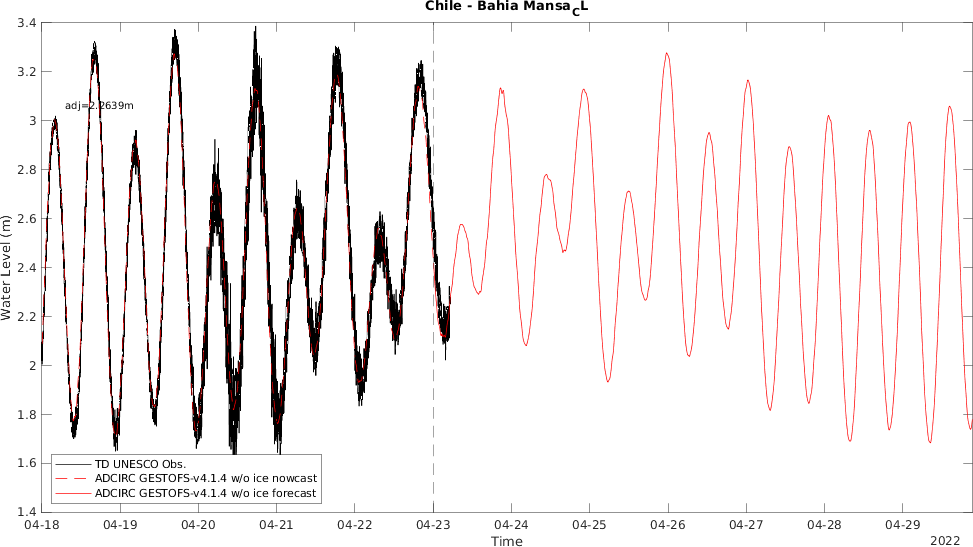 Chile - Bahia Mansa_CL
3.4
3.2
3
2.8
2.6
2.4
2.2
2
1.8
1.6
1.4
Water Level (m)
adj=2.2639m
TD UNESCO Obs.
ADCIRC GESTOFS-v4.1.4 w/o ice nowcast
ADCIRC GESTOFS-v4.1.4 w/o ice forecast
04-18 04-19 04-20 04-21 04-22 04-23 04-24 04-25 04-26 04-27 04-28 04-29
Time
2022